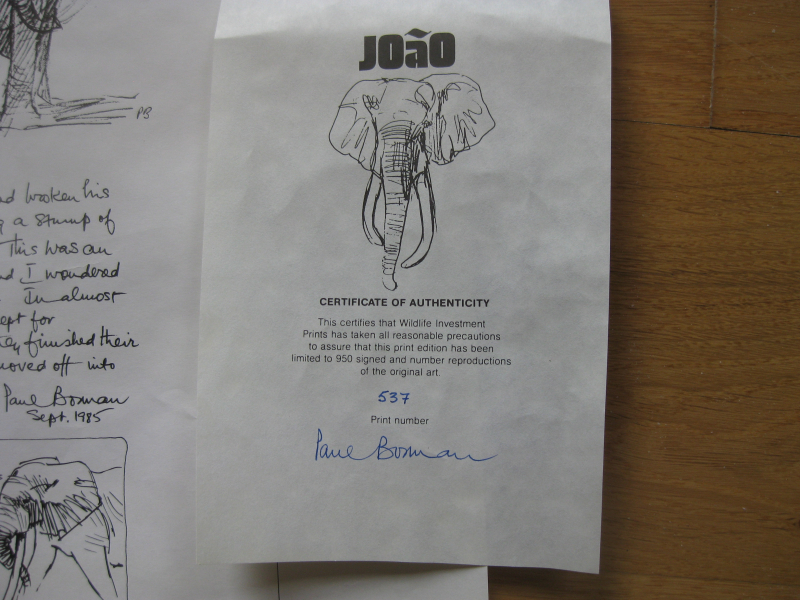 PB
nd broken his
g a stump of
This was an
nd I wondered
. In almost
ept for
ey finished their
moved off into
Paul Bosman
Sept. 1985
JOãO
CERTIFICATE OF AUTHENTICITY
This certifies that Wildlife Investment
Prints has taken all reasonable precautions
to assure that this print edition has been
limited to 950 signed and number reproductions
of the original art.
537
Print number
Paul Bosman